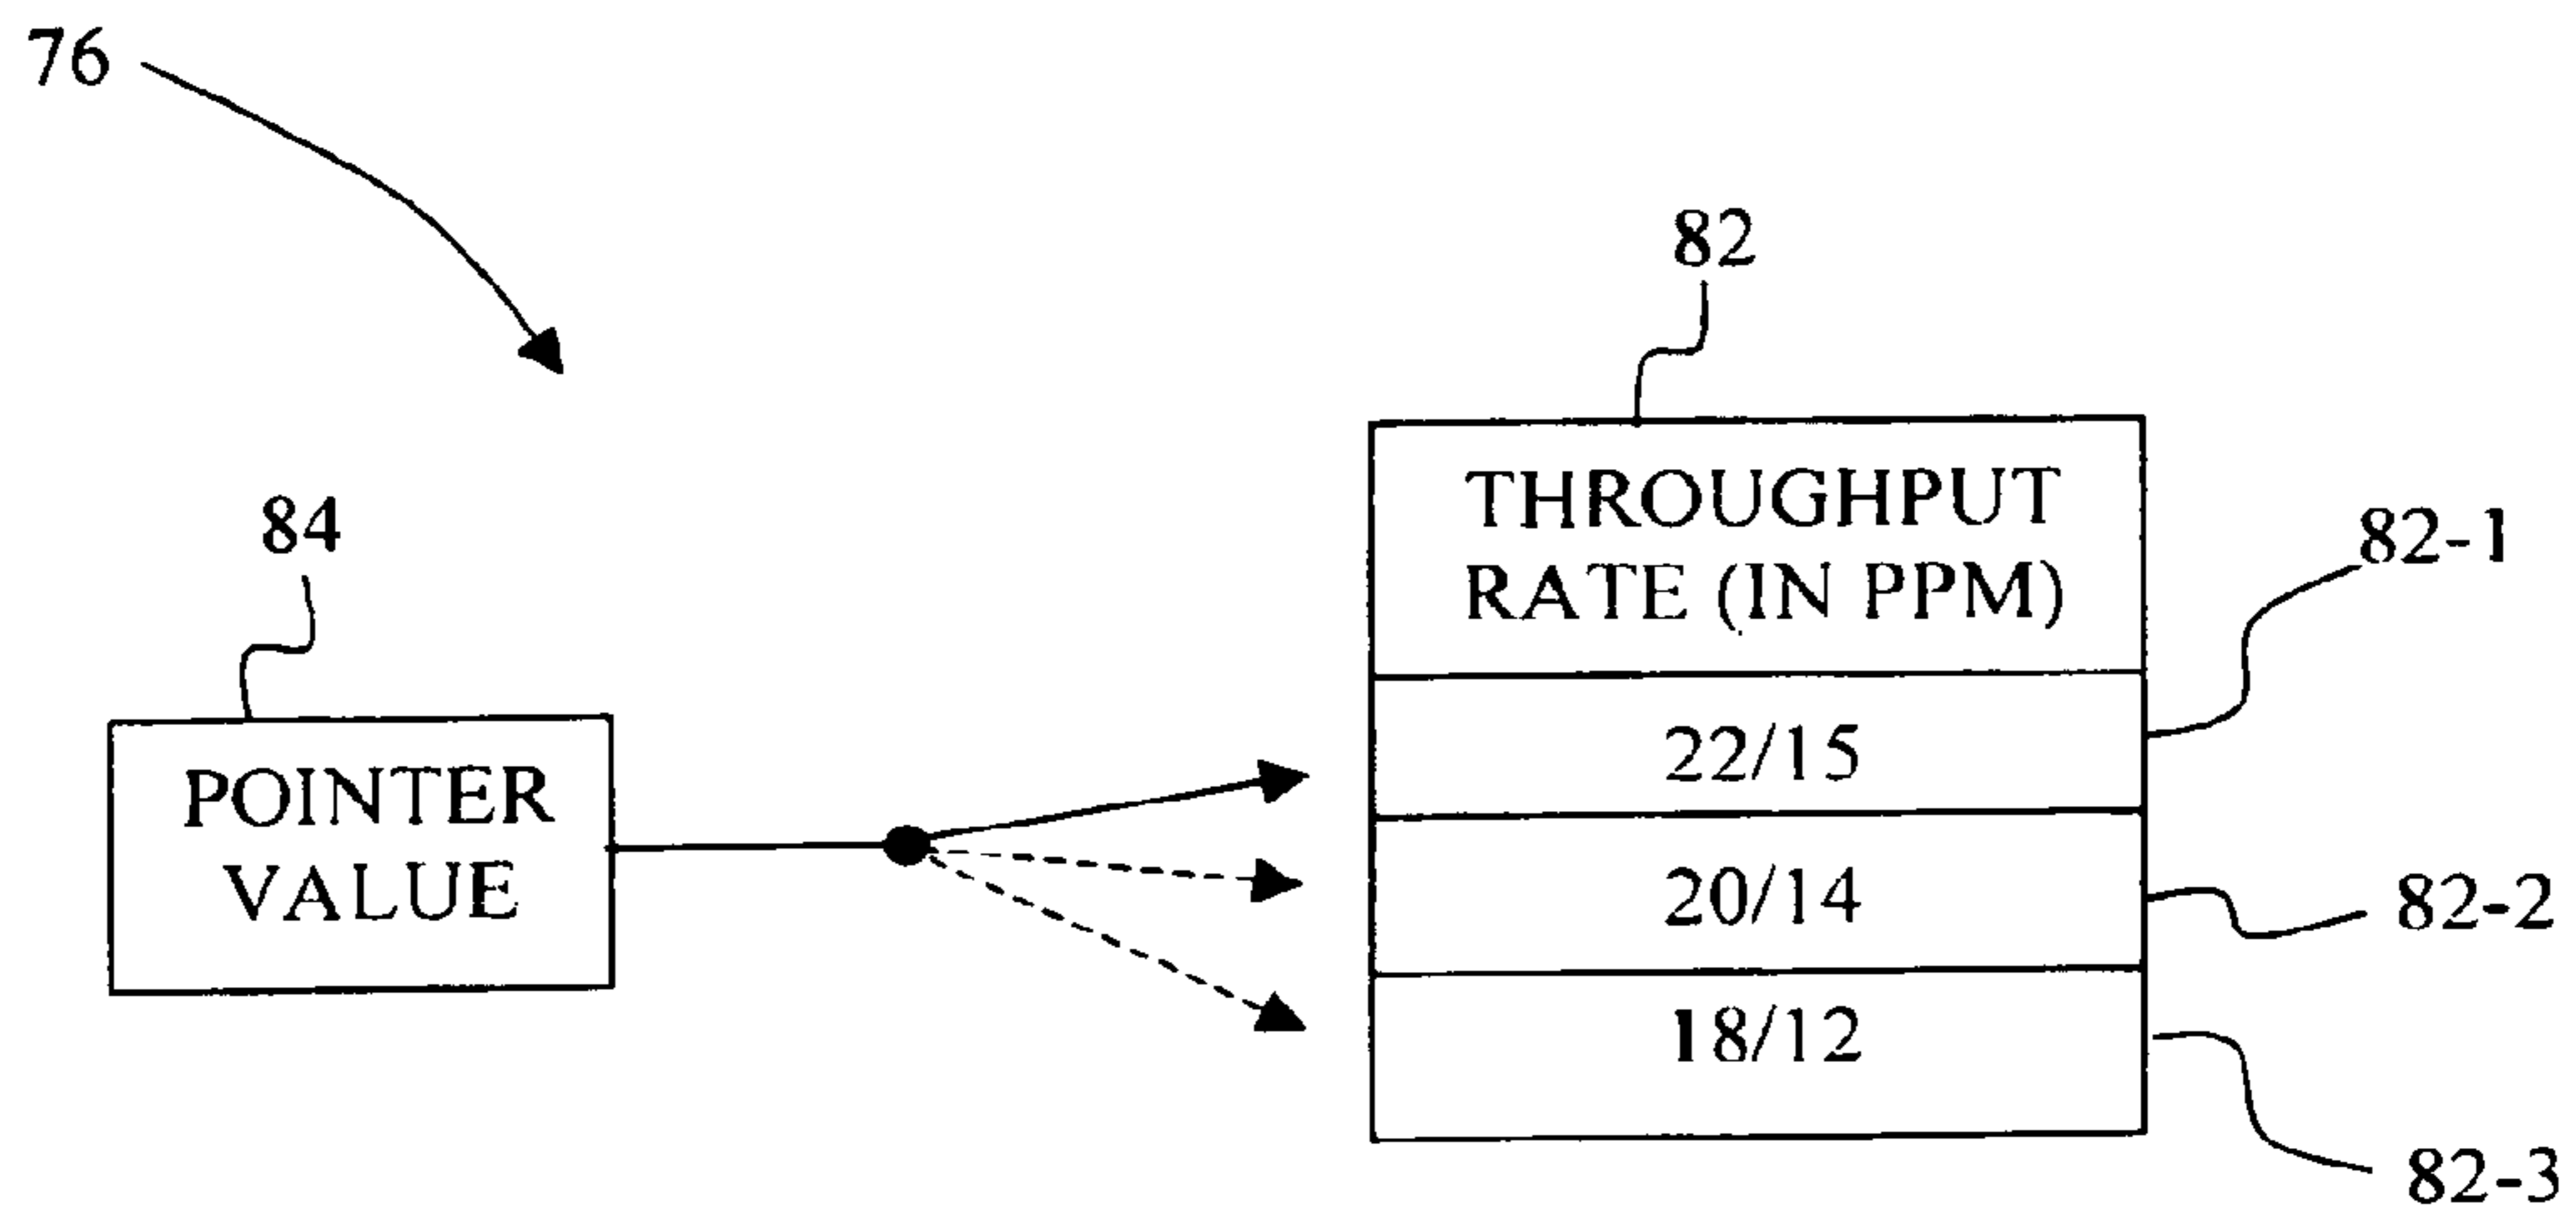 76
82
THROUGHPUT
RATE (IN PPM)
82-1
84
22/15
POINTER
VALUE
20/14
82-2
18/12
82-3